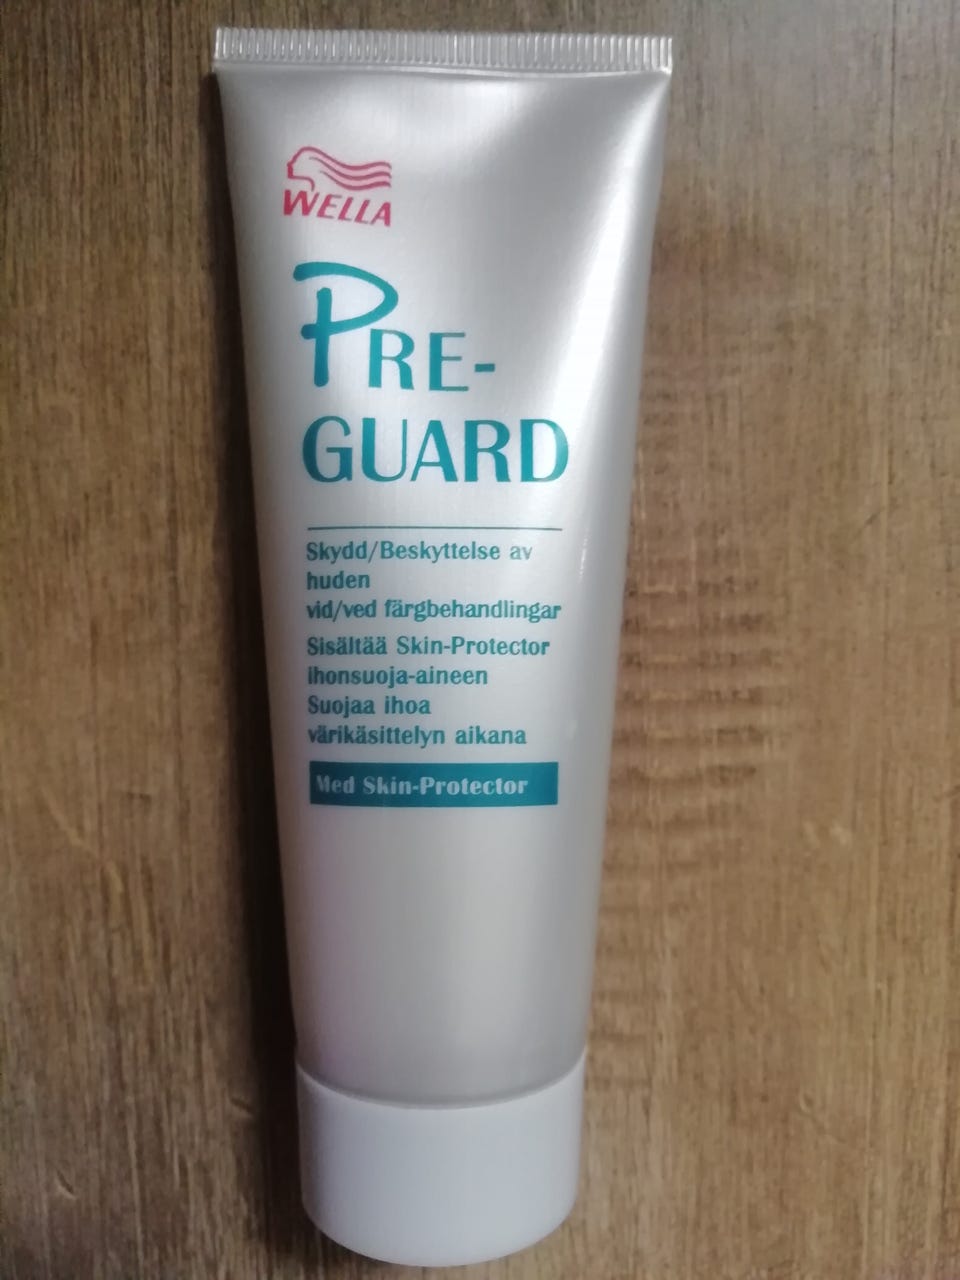 WELLA
PRE-
GUARD
Skydd/Beskyttelse av
huden
vid/ved färgbehandlingar
Sisältää Skin-Protector
ihonsuoja-aineen
Suojaa ihoa
värikäsittelyn aikana
Med Skin-Protector